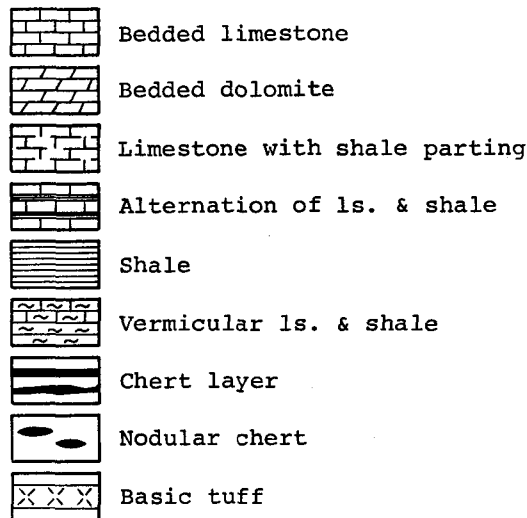 Bedded limestone
Bedded dolomite
Limestone with shale parting
Alternation of ls. & shale
Shale
Vermicular ls. & shale
Chert layer
Nodular chert
Basic tuff